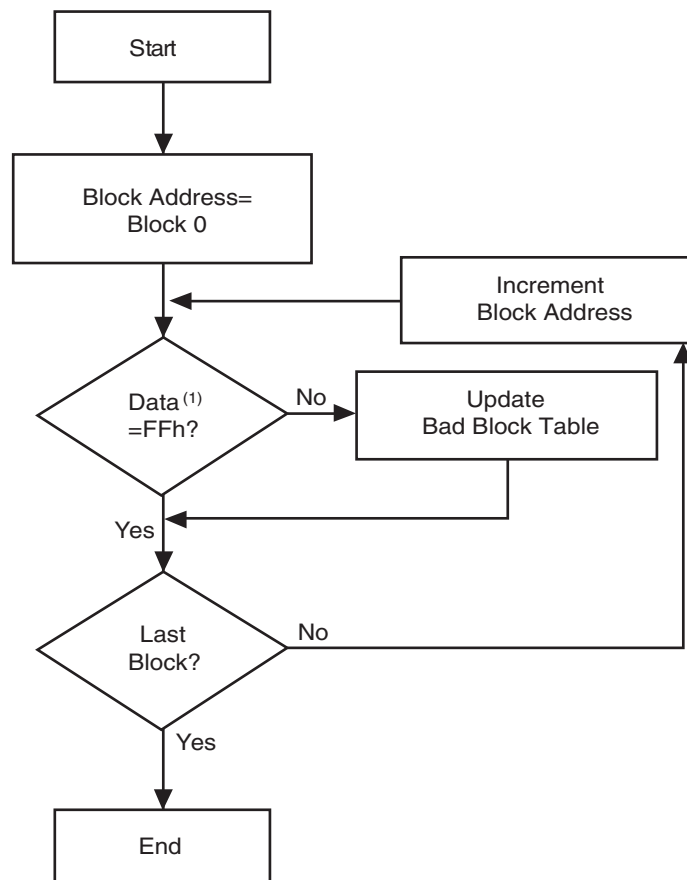 Start
Block Address=
Block 0
Increment
Block Address
Data(1)
=FFh?
No
Update
Bad Block Table
Yes
Last
Block?
No
Yes
End